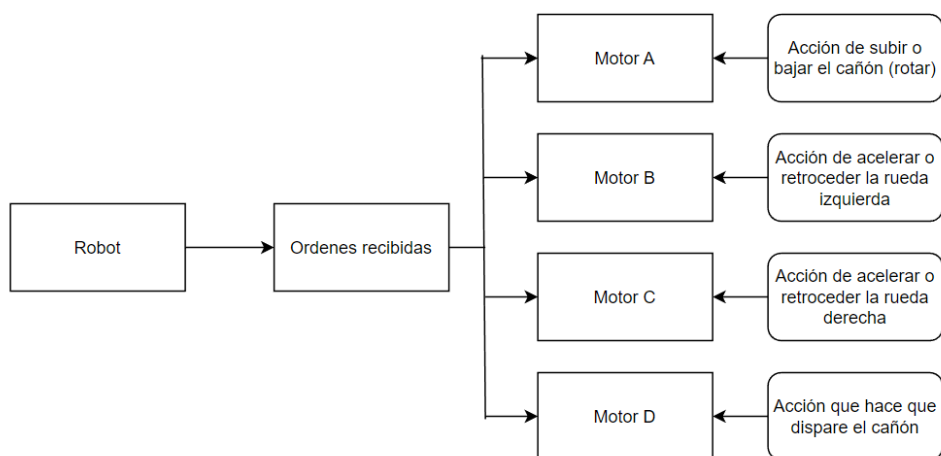 Robot
Ordenes recibidas
Motor A
Acción de subir o
bajar el cañón (rotar)
Motor B
Acción de acelerar o
retroceder la rueda
izquierda
Motor C
Acción de acelerar o
retroceder la rueda
derecha
Motor D
Acción que hace que
dispare el cañón